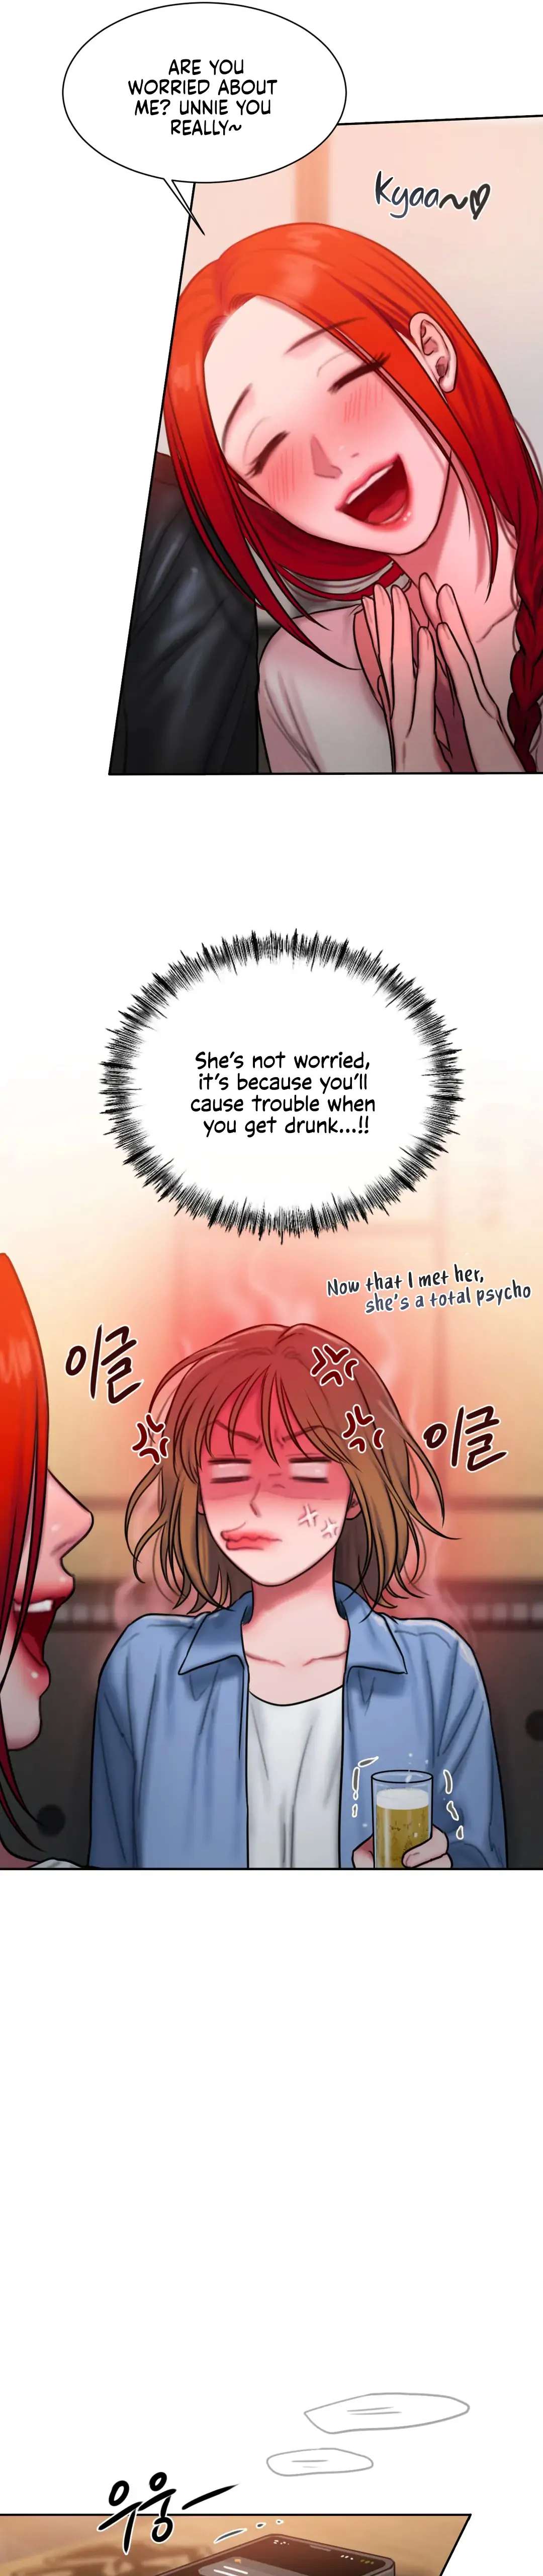 ARE YOU
WORRIED ABOUT
ME? UNNIE YOU
REALLY~
Kyaa~♡
She's not worried,
it's because you'll
cause trouble when
you get drunk...!!
Now that I met her,
she's a total psycho
이글
이글
우웅-